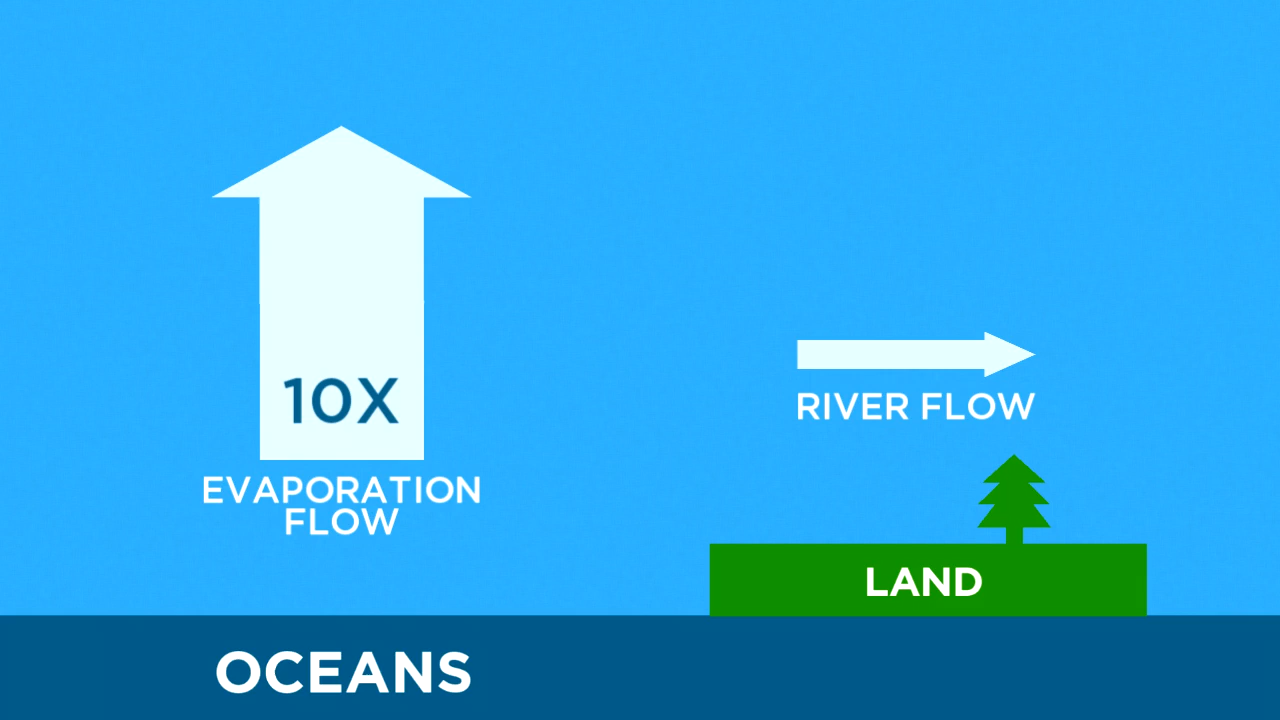 10X
EVAPORATION
FLOW
RIVER FLOW
LAND
OCEANS